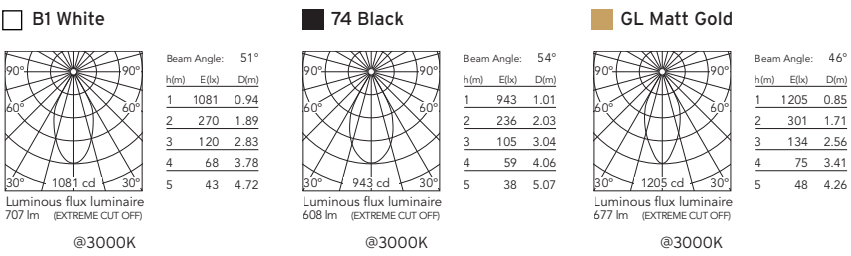 B1 White
Beam Angle: 51°
h(m) E(lx) D(m)
1 1081 0.94
2 270 1.89
3 120 2.83
4 68 3.78
5 43 4.72
90° 90°
60° 60°
30° 1081 cd 30°
Luminous flux luminaire
707 lm (EXTREME CUT OFF)
@3000K
74 Black
Beam Angle: 54°
h(m) E(lx) D(m)
1 943 1.01
2 236 2.03
3 105 3.04
4 59 4.06
5 38 5.07
90° 90°
60° 60°
30° 943 cd 30°
Luminous flux luminaire
608 lm (EXTREME CUT OFF)
@3000K
GL Matt Gold
Beam Angle: 46°
h(m) E(lx) D(m)
1 1205 0.85
2 301 1.71
3 134 2.56
4 75 3.41
5 48 4.26
90° 90°
60° 60°
30° 1205 cd 30°
Luminous flux luminaire
677 lm (EXTREME CUT OFF)
@3000K